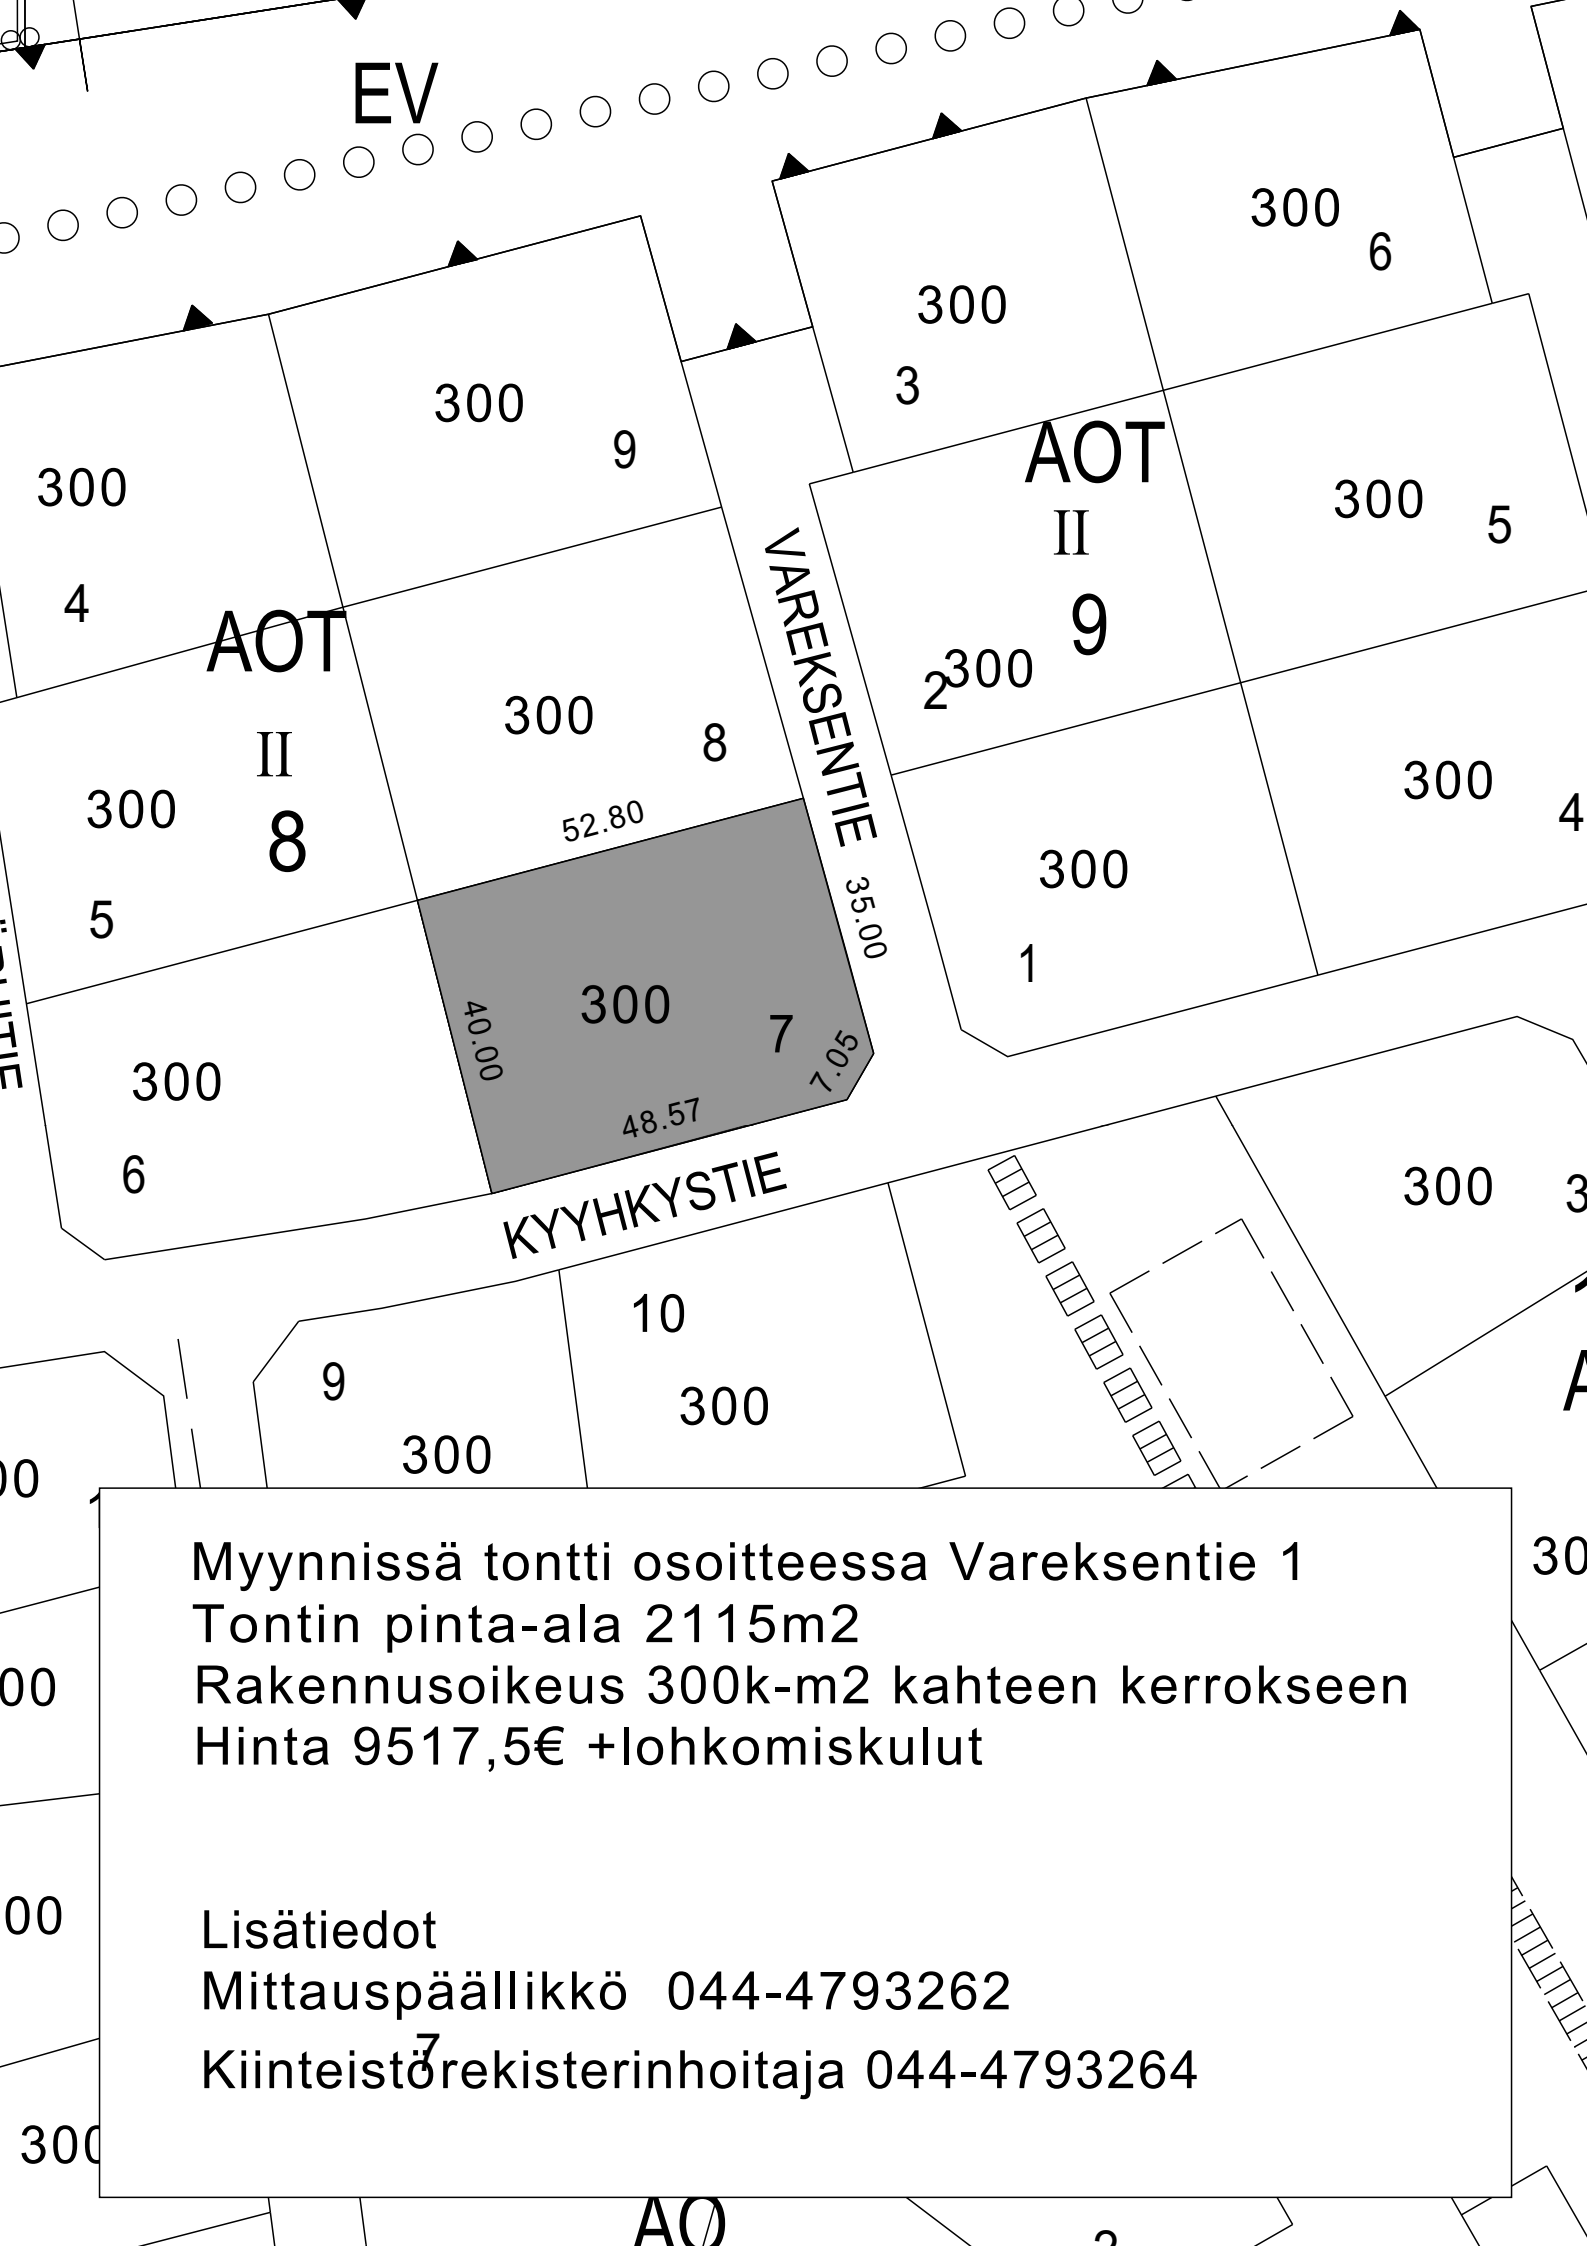 EV
300
6
300
3
300
9
AOT
II
9
300
5
300
4
AOT
II
8
VAREKSENTIE
2
300
300
8
300
5
52.80
300
4
300
1
35.00
40.00
300
7
7.05
48.57
300
6
KYYHKYSTIE
300
3
10
300
9
300
Myynnissä tontti osoitteessa Vareksentie 1
Tontin pinta-ala 2115m2
Rakennusoikeus 300k-m2 kahteen kerrokseen
Hinta 9517,5€ +lohkomiskulut
Lisätiedot
Mittauspäällikkö 044-4793262
7
Kiinteistörekisterinhoitaja 044-4793264
300
AO